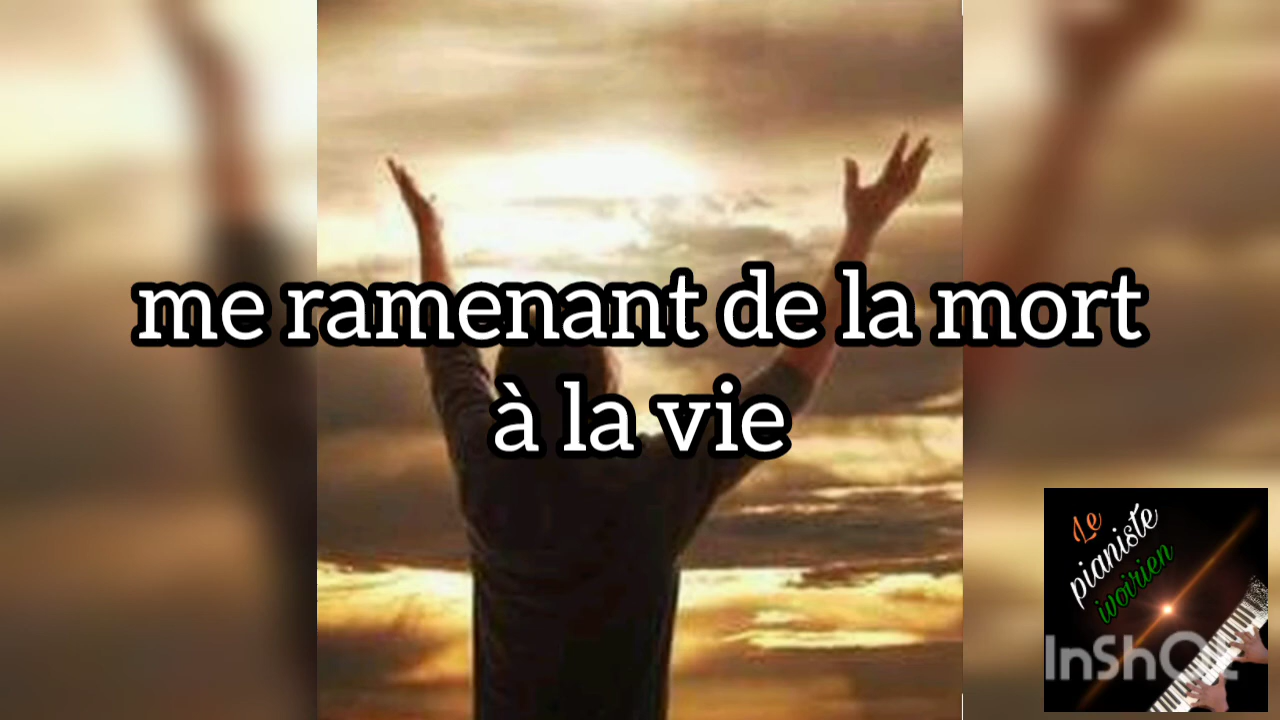 me ramenant de la mort
à la vie
Le
pianiste
ivoirien
InShOt